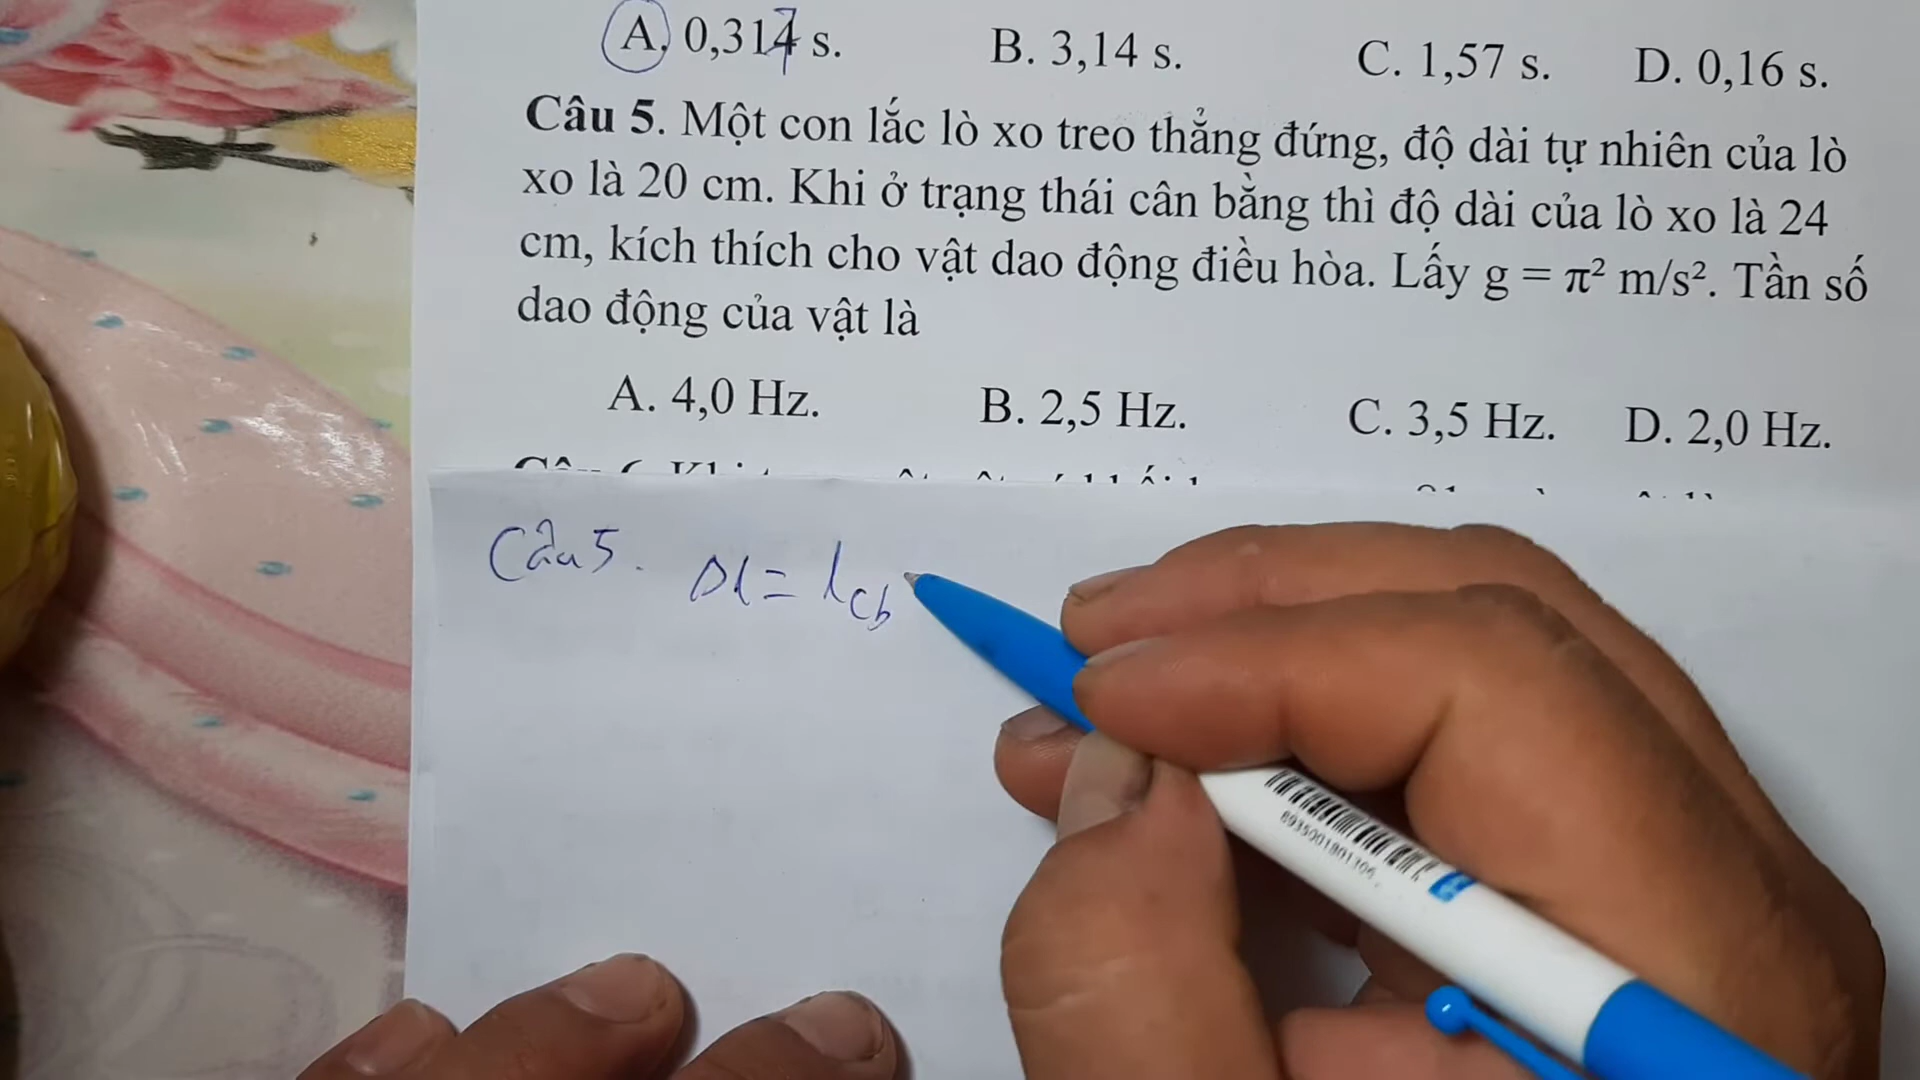 A. 0,314 s. B. 3,14 s. C. 1,57 s. D. 0,16 s.
Câu 5. Một con lắc lò xo treo thẳng đứng, độ dài tự nhiên của lò
xo là 20 cm. Khi ở trạng thái cân bằng thì độ dài của lò xo là 24
cm, kích thích cho vật dao động điều hòa. Lấy g = π² m/s². Tần số
dao động của vật là
A. 4,0 Hz. B. 2,5 Hz. C. 3,5 Hz. D. 2,0 Hz.
Câu 5. Δl = lcb
8935001801306